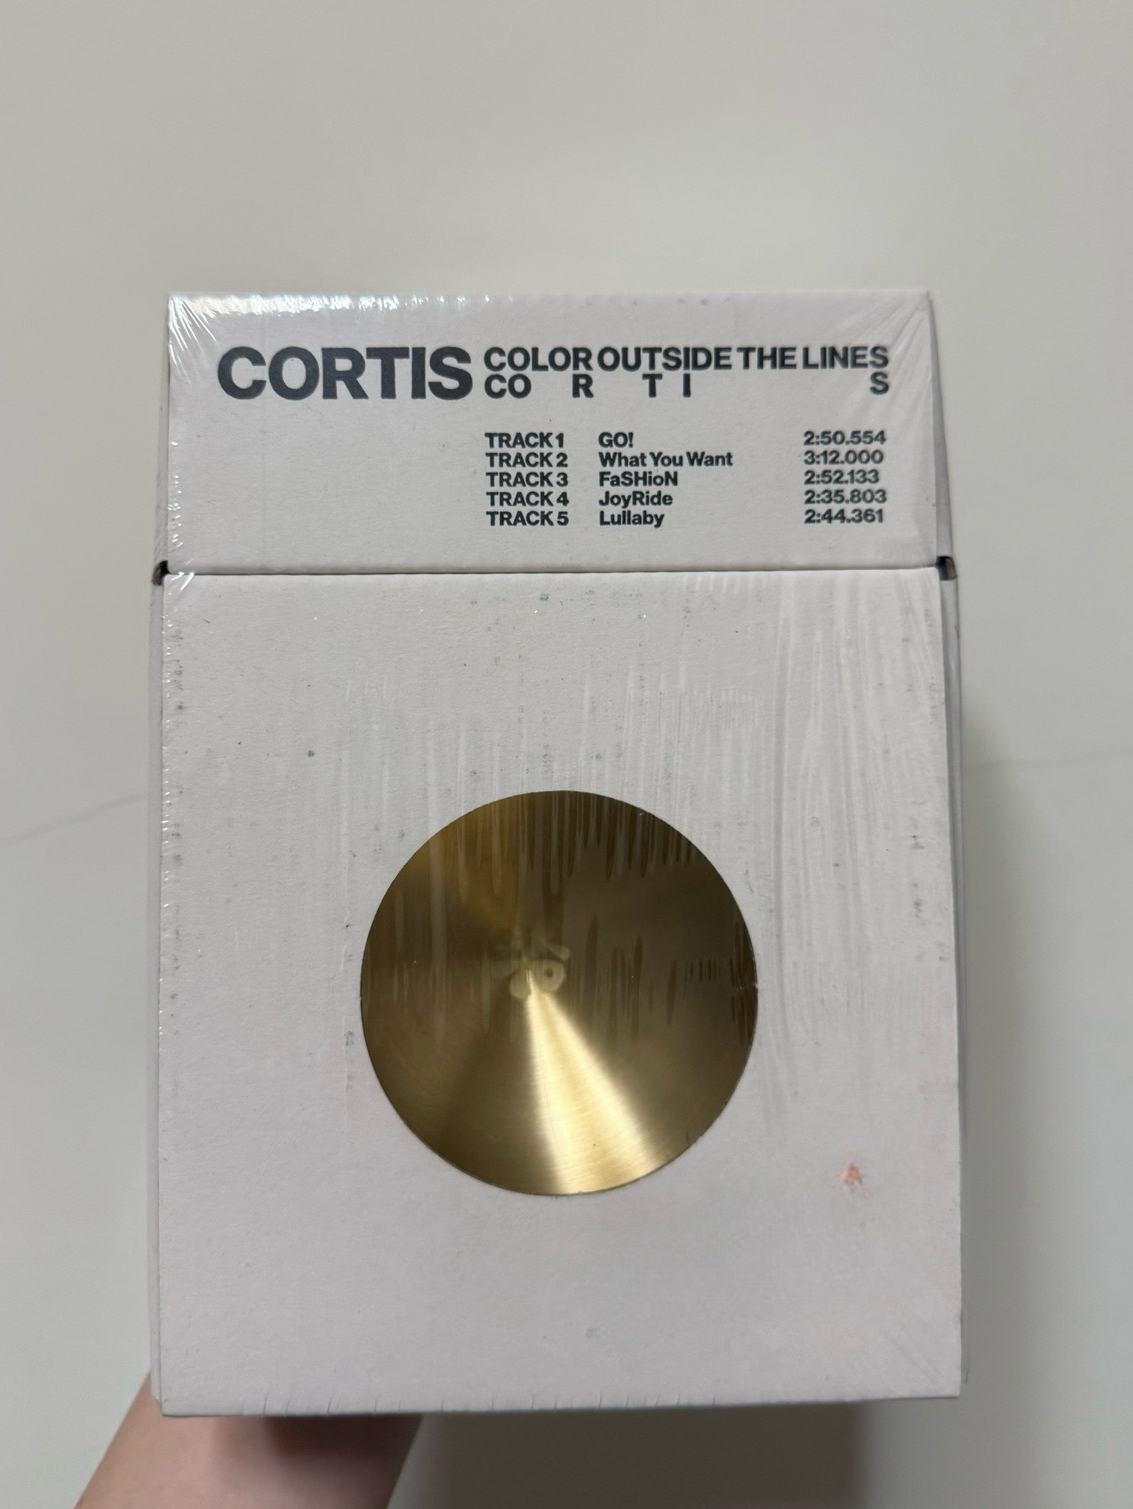 CORTIS COLOR OUTSIDE THE LINES
CO R T I S
TRACK 1 GO! 2:50.554
TRACK 2 What You Want 3:12.000
TRACK 3 FaSHioN 2:52.133
TRACK 4 JoyRide 2:35.803
TRACK 5 Lullaby 2:44.361